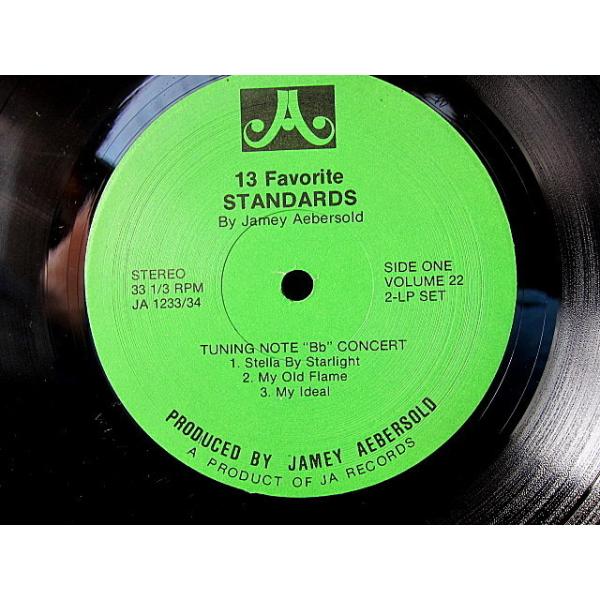 13 Favorite
STANDARDS
By Jamey Aebersold
STEREO
33 1/3 RPM
JA 1233/34
SIDE ONE
VOLUME 22
2-LP SET
TUNING NOTE "Bb" CONCERT
1. Stella By Starlight
2. My Old Flame
3. My Ideal
PRODUCED BY JAMEY AEBERSOLD
A PRODUCT OF JA RECORDS